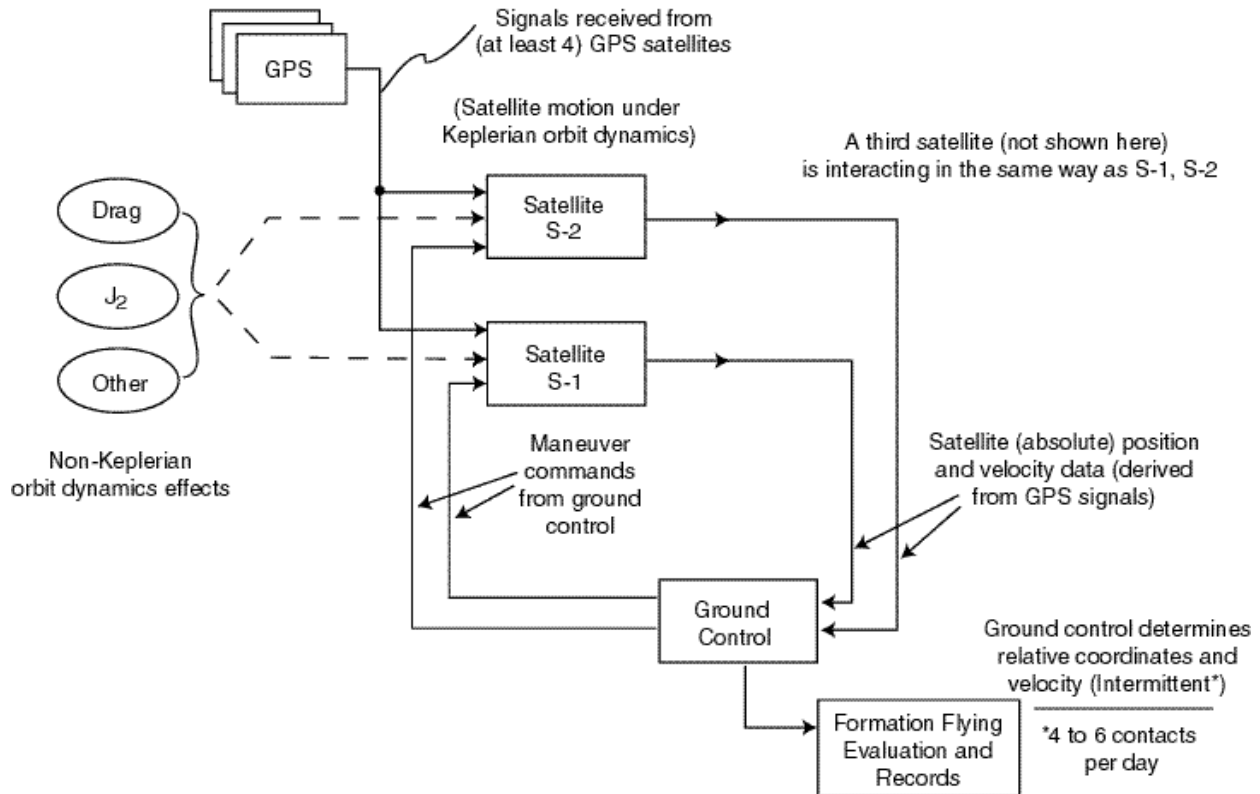 Signals received from
(at least 4) GPS satellites
GPS
(Satellite motion under
Keplerian orbit dynamics)
A third satellite (not shown here)
is interacting in the same way as S-1, S-2
Drag
J2
Other
Non-Keplerian
orbit dynamics effects
Satellite
S-2
Satellite
S-1
Maneuver
commands
from ground
control
Satellite (absolute) position
and velocity data (derived
from GPS signals)
Ground
Control
Ground control determines
relative coordinates and
velocity (Intermittent*)
*4 to 6 contacts
per day
Formation Flying
Evaluation and
Records